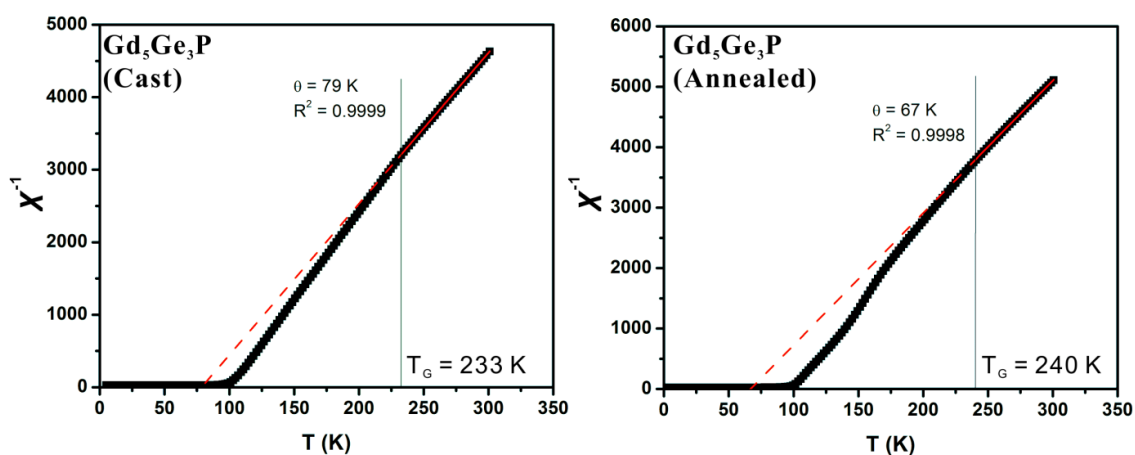 Gd₅Ge₃P
(Cast)
θ = 79 K
R² = 0.9999
T_G = 233 K
5000
4000
3000
2000
1000
0
0 50 100 150 200 250 300 350
χ⁻¹
T (K)
Gd₅Ge₃P
(Annealed)
θ = 67 K
R² = 0.9998
T_G = 240 K
6000
5000
4000
3000
2000
1000
0
0 50 100 150 200 250 300 350
χ⁻¹
T (K)